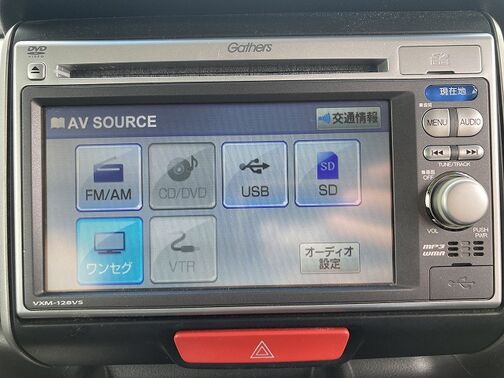 DVD
Gathers
現在地
AV SOURCE
交通情報
MENU
AUDIO
FM/AM
CD/DVD
USB
SD
SD
TUNE/TRACK
OFF
VOL
PUSH
PWR
ワンセグ
VTR
オーディオ
設定
MP3
WMA
VXM-128VS